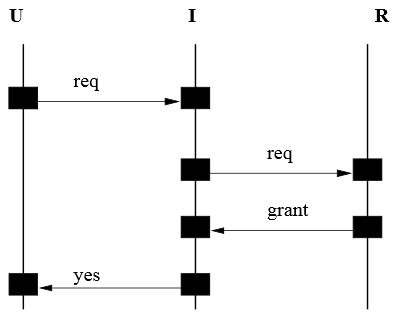 U I R
req
req
grant
yes